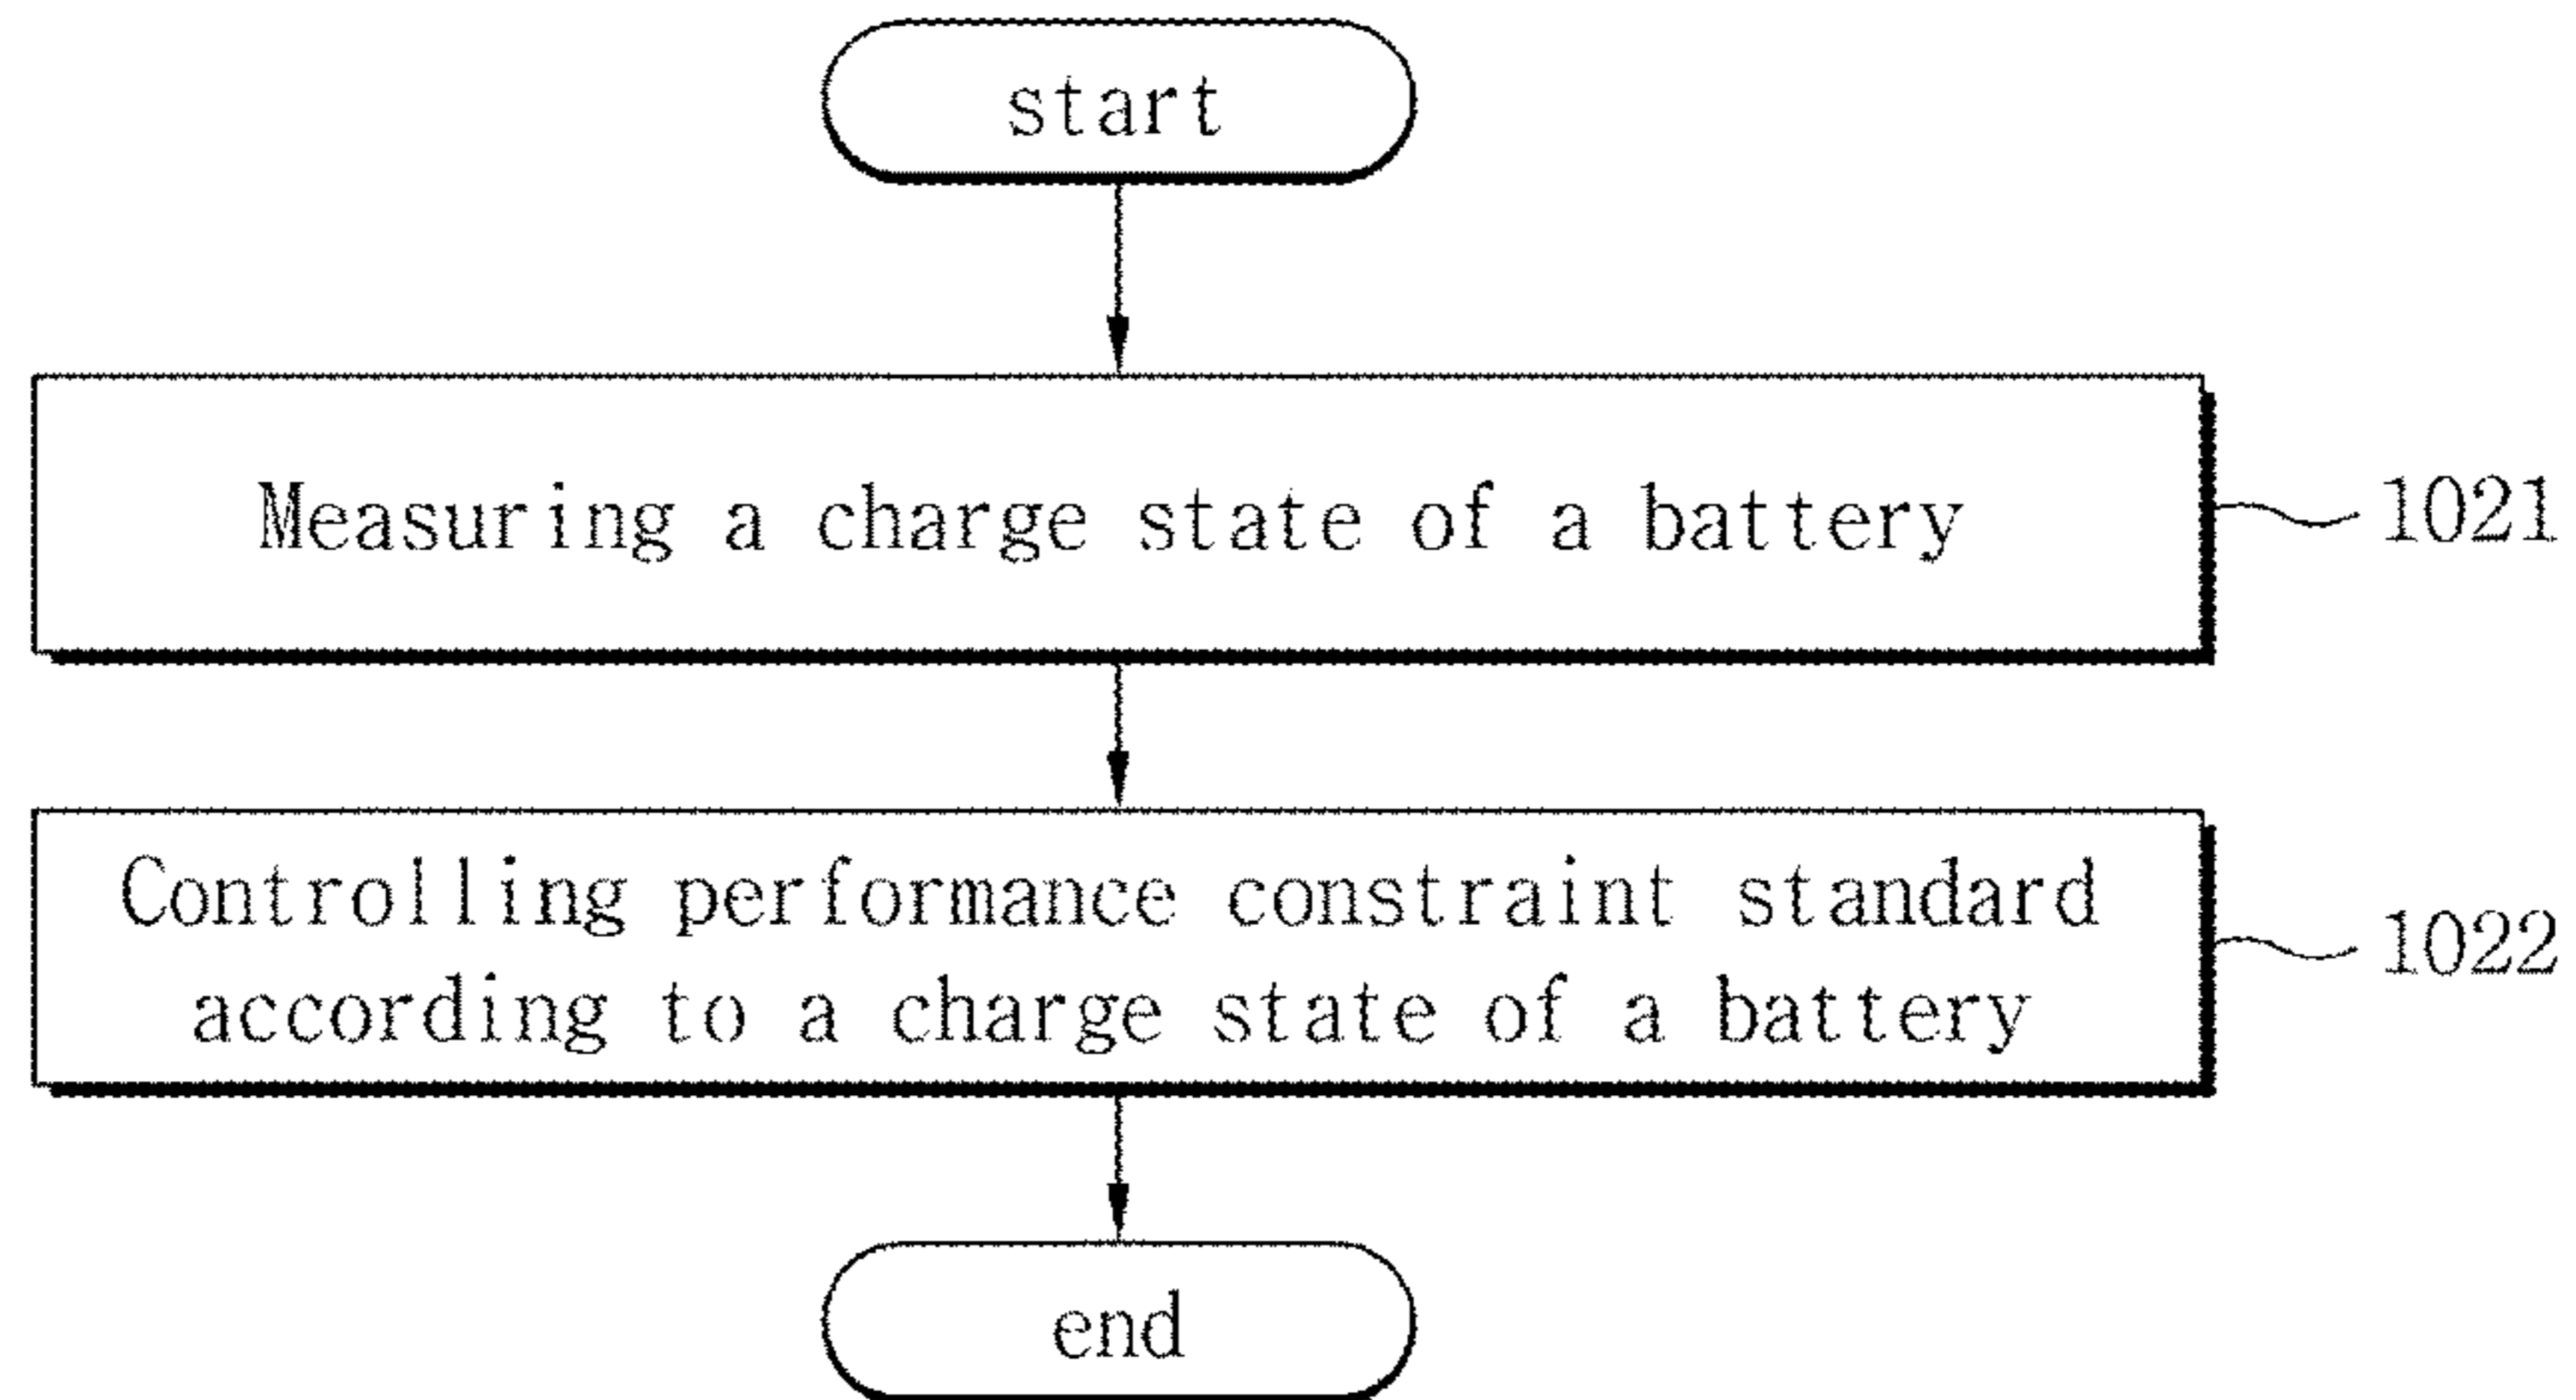 start
Measuring a charge state of a battery
1021
Controlling performance constraint standard
according to a charge state of a battery
1022
end